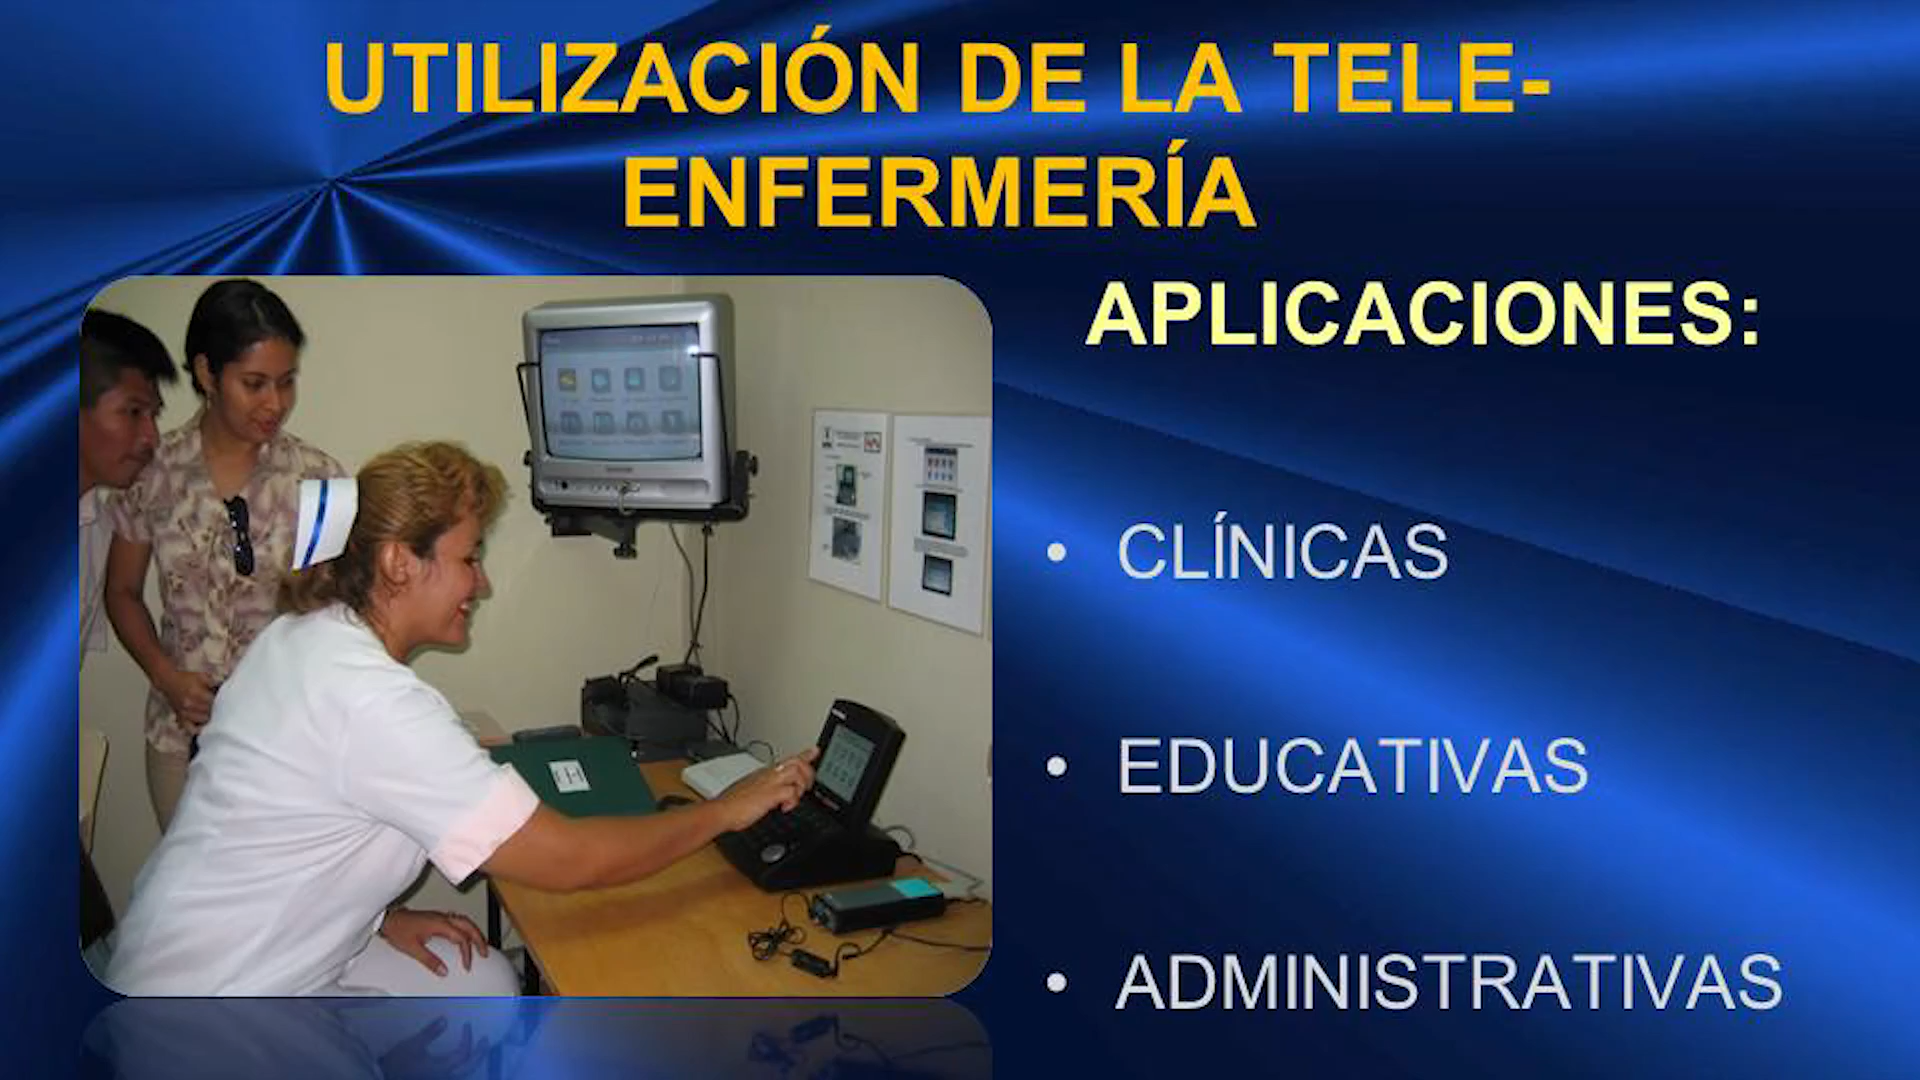 UTILIZACIÓN DE LA TELE-
ENFERMERÍA
APLICACIONES:
• CLÍNICAS
• EDUCATIVAS
• ADMINISTRATIVAS